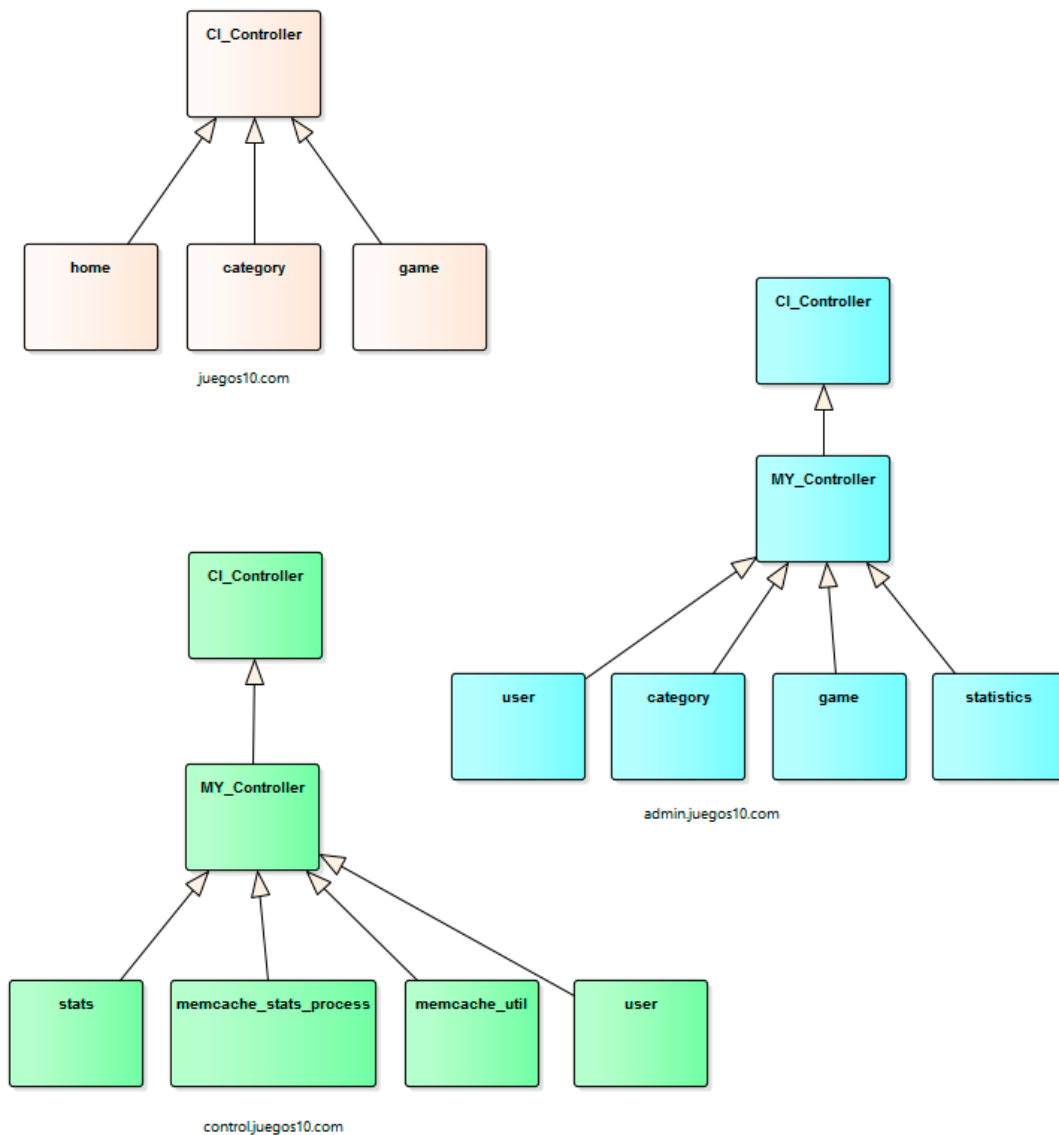 CI_Controller
home
category
game
juegos10.com
CI_Controller
MY_Controller
user
category
game
statistics
admin.juegos10.com
CI_Controller
MY_Controller
stats
memcache_stats_process
memcache_util
user
control.juegos10.com